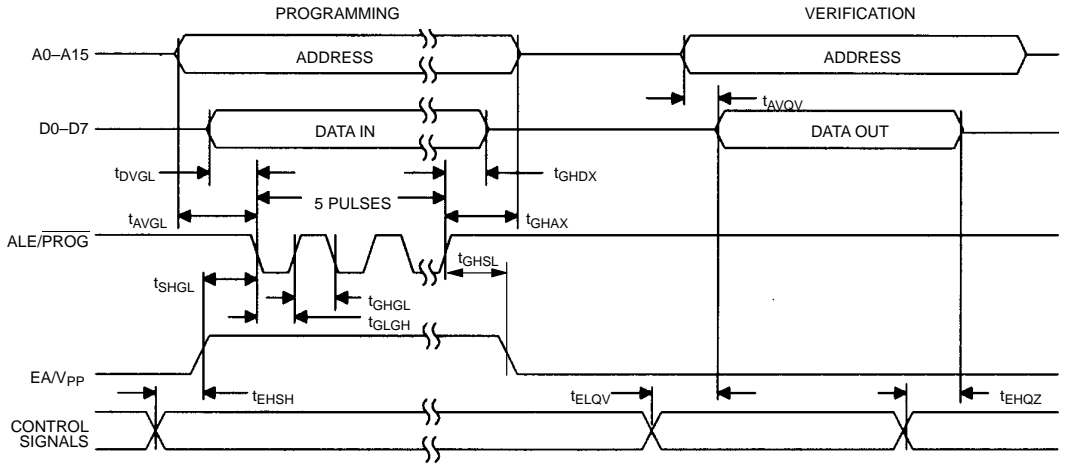 PROGRAMMING
VERIFICATION
A0–A15
ADDRESS
ADDRESS
tAVQV
D0–D7
DATA IN
DATA OUT
tDVGL
tGHDX
5 PULSES
tAVGL
tGHAX
ALE/PROG
tGHSL
tSHGL
tGHGL
tGLGH
EA/VPP
tEHSH
tELQV
tEHQZ
CONTROL
SIGNALS